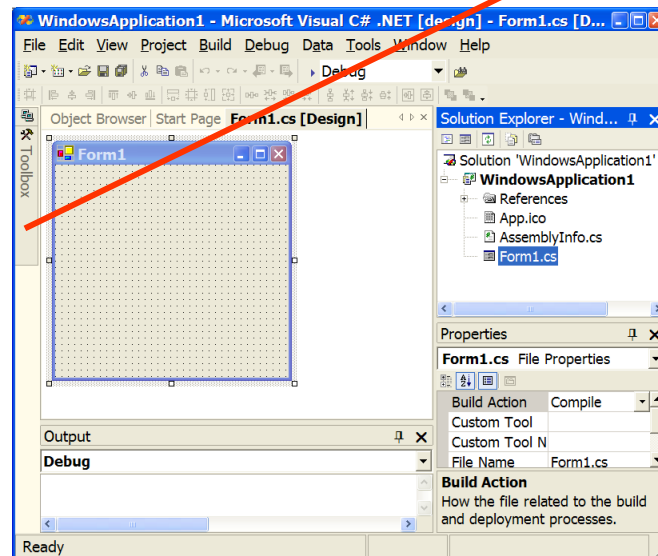 WindowsApplication1 - Microsoft Visual C# .NET [design] - Form1.cs [D...
File Edit View Project Build Debug Data Tools Window Help
Debug
Object Browser Start Page Form1.cs [Design]
Toolbox
Form1
Solution Explorer - Wind...
Solution 'WindowsApplication1'
WindowsApplication1
References
App.ico
AssemblyInfo.cs
Form1.cs
Properties
Form1.cs File Properties
Build Action Compile
Custom Tool
Custom Tool N
File Name Form1.cs
Build Action
How the file related to the build
and deployment processes.
Output
Debug
Ready